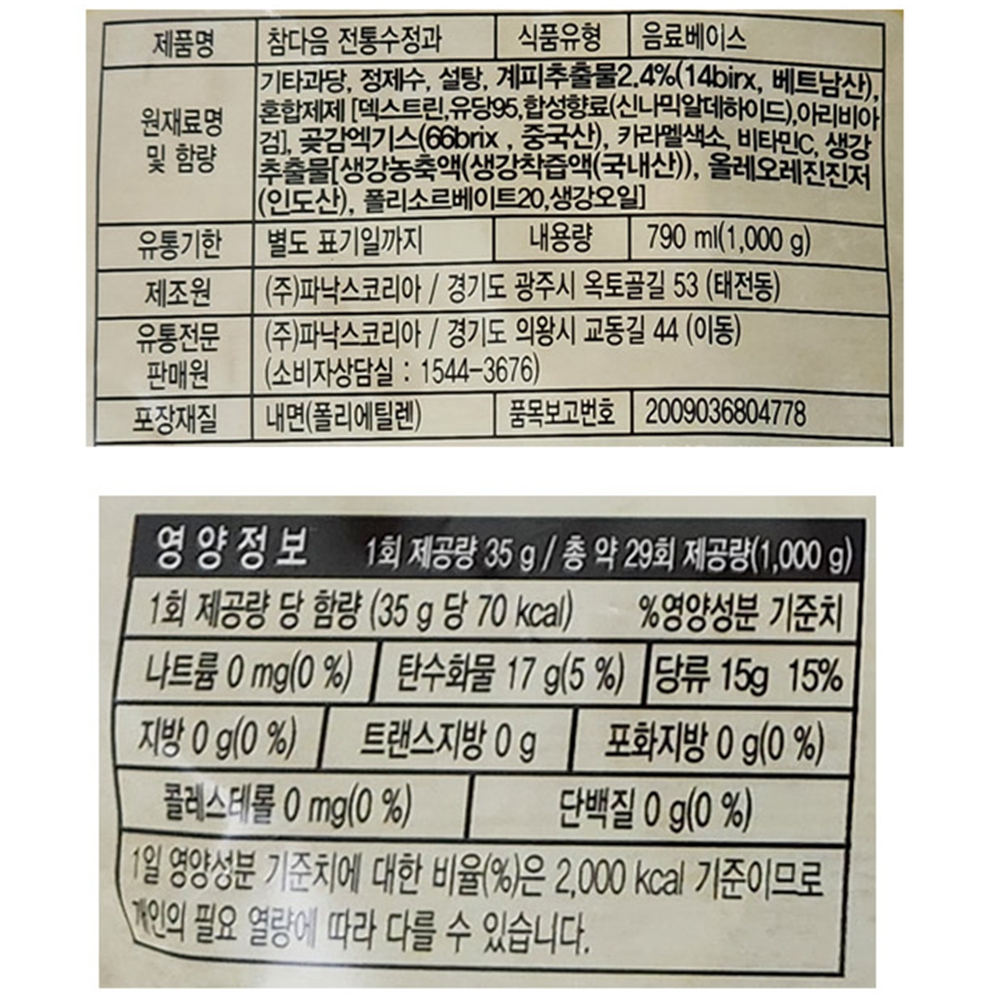 제품명 참다음 전통수정과 식품유형 음료베이스
원재료명 및 함량
기타과당, 정제수, 설탕, 계피추출물2.4%(14birx, 베트남산),
혼합제제 [덱스트린,유당95,합성향료(신나믹알데하이드),아리비아
검], 곶감엑기스(66brix , 중국산), 카라멜색소, 비타민C, 생강
추출물[생강농축액(생강착즙액(국내산)), 올레오레진진저
(인도산), 폴리소르베이트20,생강오일]
유통기한 별도 표기일까지 내용량 790 ml(1,000 g)
제조원 (주)파낙스코리아 / 경기도 광주시 옥토골길 53 (태전동)
유통전문 판매원
(주)파낙스코리아 / 경기도 의왕시 교동길 44 (이동)
(소비자상담실 : 1544-3676)
포장재질 내면(폴리에틸렌) 품목보고번호 2009036804778
영양정보 1회 제공량 35 g / 총 약 29회 제공량(1,000 g)
1회 제공량 당 함량 (35 g 당 70 kcal) %영양성분 기준치
나트륨 0 mg(0 %) 탄수화물 17 g(5 %) 당류 15g 15%
지방 0 g(0 %) 트랜스지방 0 g 포화지방 0 g(0 %)
콜레스테롤 0 mg(0 %) 단백질 0 g(0 %)
1일 영양성분 기준치에 대한 비율(%)은 2,000 kcal 기준이므로
개인의 필요 열량에 따라 다를 수 있습니다.